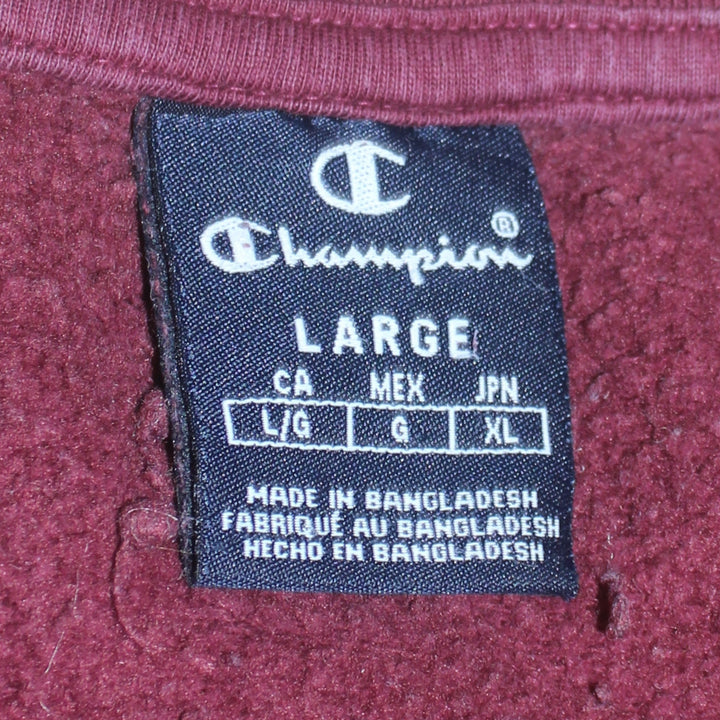 Champion®
LARGE
CA MEX JPN
L/G G XL
MADE IN BANGLADESH
FABRIQUÉ AU BANGLADESH
HECHO EN BANGLADESH